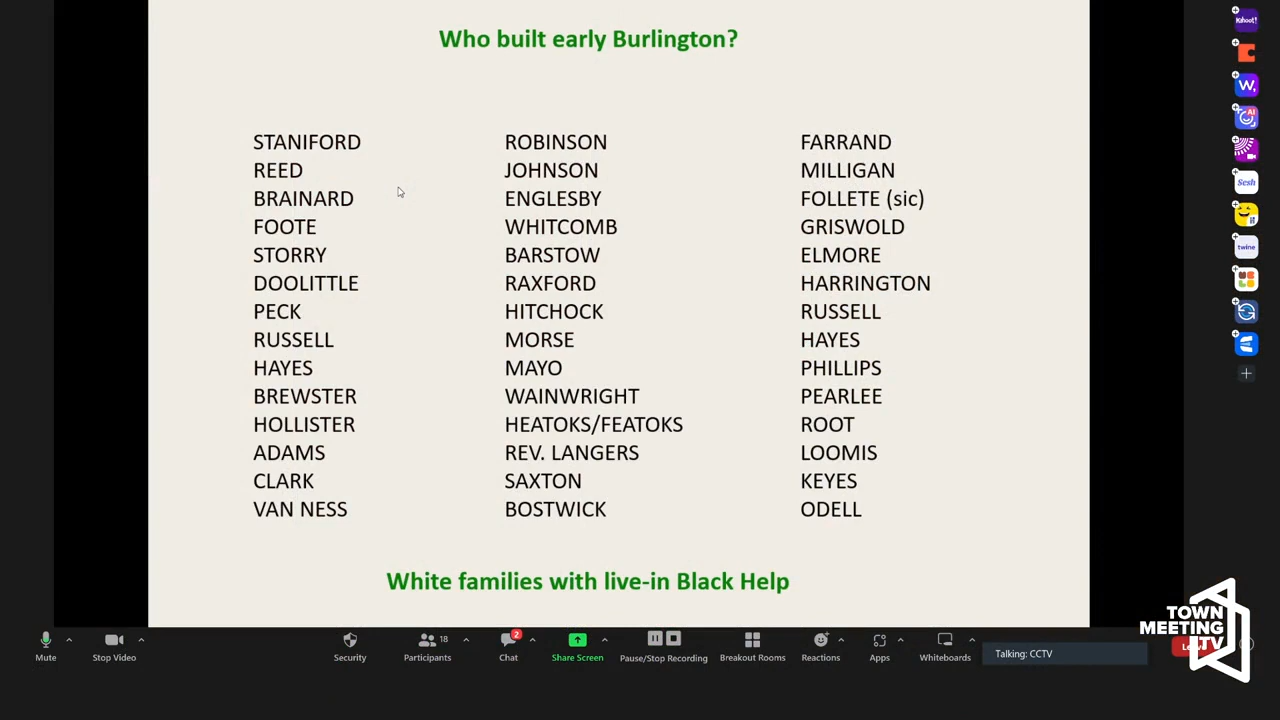 Who built early Burlington?
STANIFORD
REED
BRAINARD
FOOTE
STORRY
DOOLITTLE
PECK
RUSSELL
HAYES
BREWSTER
HOLLISTER
ADAMS
CLARK
VAN NESS
ROBINSON
JOHNSON
ENGLESBY
WHITCOMB
BARSTOW
RAXFORD
HITCHOCK
MORSE
MAYO
WAINWRIGHT
HEATOKS/FEATOKS
REV. LANGERS
SAXTON
BOSTWICK
FARRAND
MILLIGAN
FOLLETE (sic)
GRISWOLD
ELMORE
HARRINGTON
RUSSELL
HAYES
PHILLIPS
PEARLEE
ROOT
LOOMIS
KEYES
ODELL
White families with live-in Black Help
Kahoot!
W,
AI
Sesh
twine
18
2
Mute
Stop Video
Security
Participants
Chat
Share Screen
Pause/Stop Recording
Breakout Rooms
Reactions
Apps
Whiteboards
Talking: CCTV
TOWN
MEETING
TV